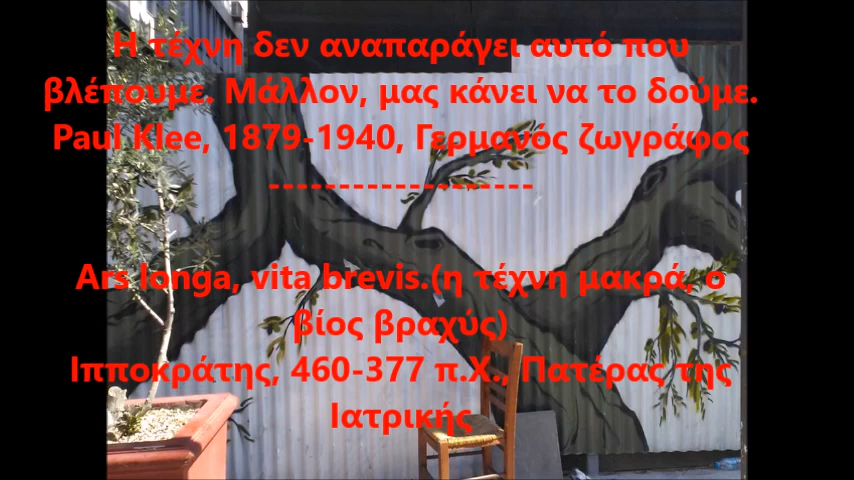 Η τέχνη δεν αναπαράγει αυτό που
βλέπουμε. Μάλλον, μας κάνει να το δούμε.
Paul Klee, 1879-1940, Γερμανός ζωγράφος
-------------------
Ars longa, vita brevis.(η τέχνη μακρά, ο
βίος βραχύς)
Ιπποκράτης, 460-377 π.Χ., Πατέρας της
Ιατρικής